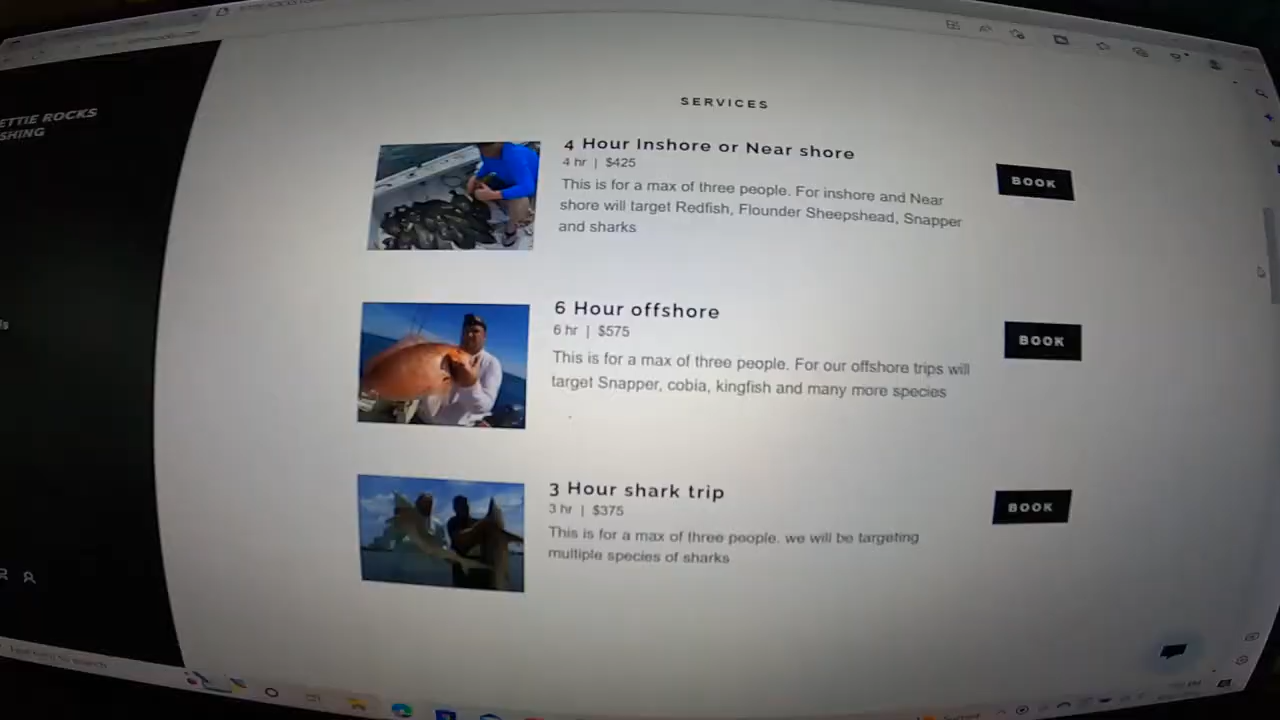 ETTIE ROCKS
SHING
SERVICES
4 Hour Inshore or Near shore
4 hr | $425
This is for a max of three people. For inshore and Near
shore will target Redfish, Flounder Sheepshead, Snapper
and sharks
BOOK
6 Hour offshore
6 hr | $575
This is for a max of three people. For our offshore trips will
target Snapper, cobia, kingfish and many more species
BOOK
3 Hour shark trip
3 hr | $375
This is for a max of three people. we will be targeting
multiple species of sharks
BOOK